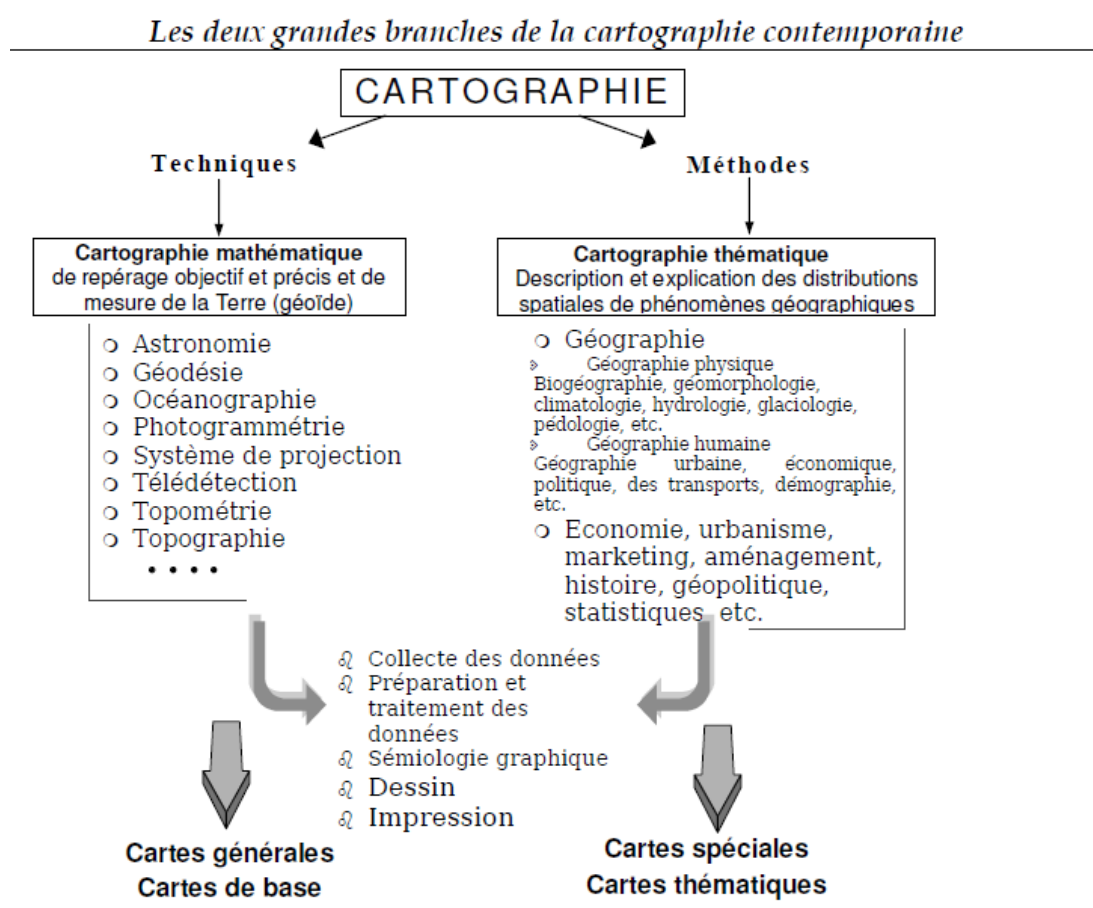 Les deux grandes branches de la cartographie contemporaine
CARTOGRAPHIE
Techniques
Méthodes
Cartographie mathématique
de repérage objectif et précis et de
mesure de la Terre (géoïde)
Astronomie
Géodésie
Océanographie
Photogrammétrie
Système de projection
Télédétection
Topométrie
Topographie
• • • •
Cartographie thématique
Description et explication des distributions
spatiales de phénomènes géographiques
Géographie
Géographie physique
Biogéographie, géomorphologie,
climatologie, hydrologie, glaciologie,
pédologie, etc.
Géographie humaine
Géographie urbaine, économique,
politique, des transports, démographie,
etc.
Economie, urbanisme,
marketing, aménagement,
histoire, géopolitique,
statistiques, etc.
Collecte des données
Préparation et
traitement des
données
Sémiologie graphique
Dessin
Impression
Cartes générales
Cartes de base
Cartes spéciales
Cartes thématiques